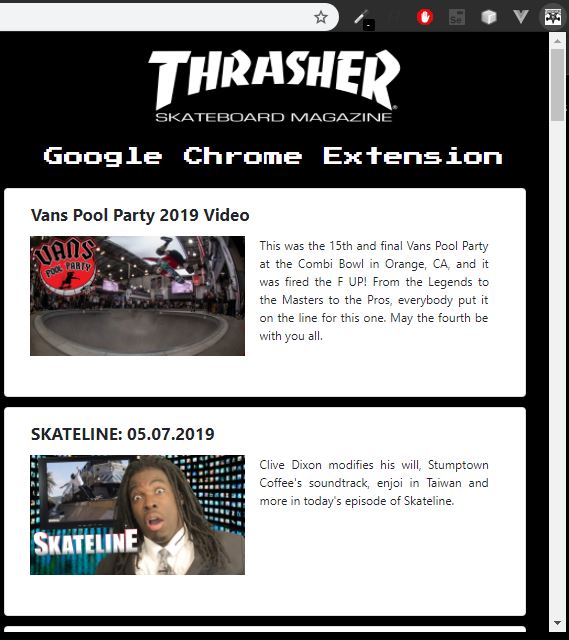 THRASHER®
SKATEBOARD MAGAZINE
Google Chrome Extension
Vans Pool Party 2019 Video
VANS
POOL PARTY
This was the 15th and final Vans Pool Party
at the Combi Bowl in Orange, CA, and it
was fired the F UP! From the Legends to
the Masters to the Pros, everybody put it
on the line for this one. May the fourth be
with you all.
SKATELINE: 05.07.2019
SKATELINE
Clive Dixon modifies his will, Stumptown
Coffee's soundtrack, enjoi in Taiwan and
more in today's episode of Skateline.